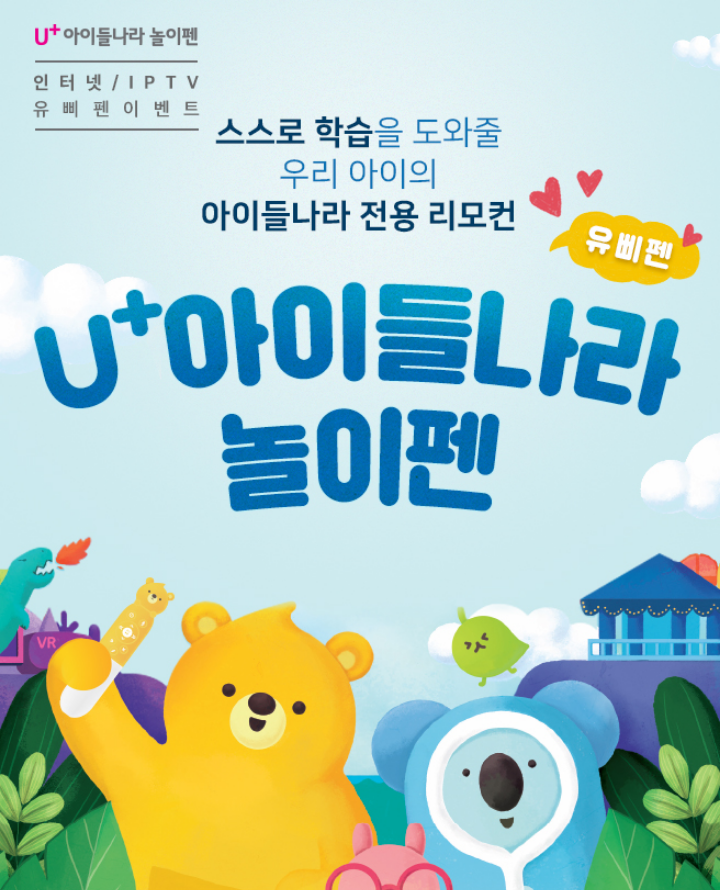 U+아이들나라 놀이펜
인터넷/IPTV
유삐펜이벤트
스스로 학습을 도와줄
우리 아이의
아이들나라 전용 리모컨
유삐펜
U+아이들나라
놀이펜
VR